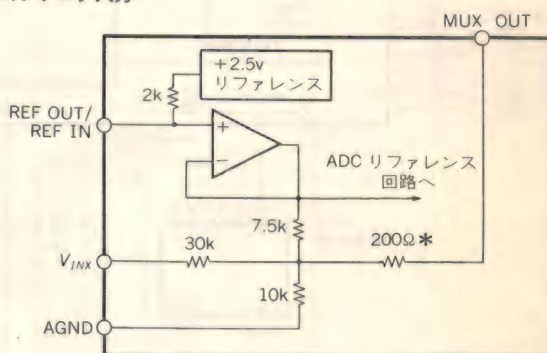 MUX OUT
+2.5v
リファレンス
2k
REF OUT/
REF IN
+
−
ADC リファレンス
回路へ
7.5k
30k
200Ω*
V_INX
10k
AGND